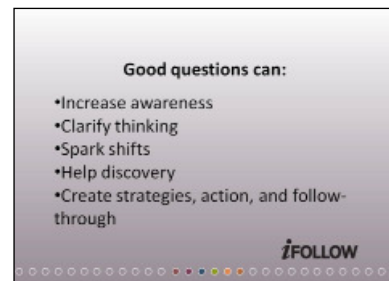 Good questions can:
•Increase awareness
•Clarify thinking
•Spark shifts
•Help discovery
•Create strategies, action, and follow-
through
iFOLLOW